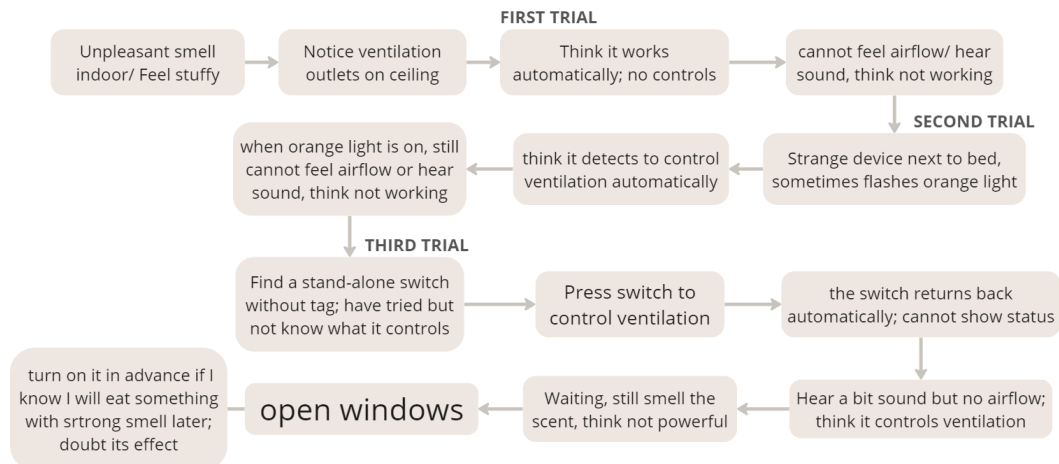 FIRST TRIAL
Unpleasant smell
indoor/ Feel stuffy
Notice ventilation
outlets on ceiling
Think it works
automatically; no controls
cannot feel airflow/ hear
sound, think not working
SECOND TRIAL
Strange device next to bed,
sometimes flashes orange light
think it detects to control
ventilation automatically
when orange light is on, still
cannot feel airflow or hear
sound, think not working
THIRD TRIAL
Find a stand-alone switch
without tag; have tried but
not know what it controls
Press switch to
control ventilation
the switch returns back
automatically; cannot show status
Hear a bit sound but no airflow;
think it controls ventilation
Waiting, still smell the
scent, think not powerful
open windows
turn on it in advance if I
know I will eat something
with srtrong smell later;
doubt its effect